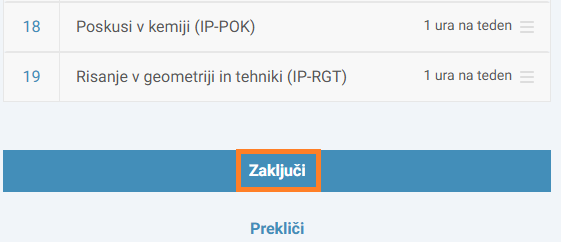 18 Poskusi v kemiji (IP-POK) 1 ura na teden
19 Risanje v geometriji in tehniki (IP-RGT) 1 ura na teden
Zaključi
Prekliči